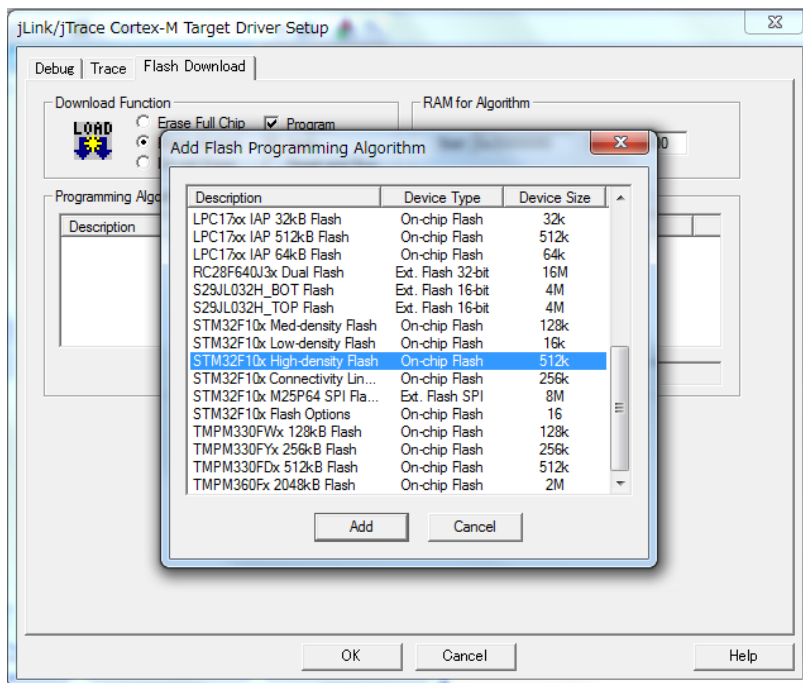 jLink/jTrace Cortex-M Target Driver Setup
Debug Trace Flash Download
Download Function
RAM for Algorithm
LOAD
Erase Full Chip
Program
Add Flash Programming Algorithm
Programming
Description
Description Device Type Device Size
LPC17xx IAP 32kB Flash On-chip Flash 32k
LPC17xx IAP 512kB Flash On-chip Flash 512k
LPC17xx IAP 64kB Flash On-chip Flash 64k
RC28F640J3x Dual Flash Ext. Flash 32-bit 16M
S29JL032H_BOT Flash Ext. Flash 16-bit 4M
S29JL032H_TOP Flash Ext. Flash 16-bit 4M
STM32F10x Med-density Flash On-chip Flash 128k
STM32F10x Low-density Flash On-chip Flash 16k
STM32F10x High-density Flash On-chip Flash 512k
STM32F10x Connectivity Lin... On-chip Flash 256k
STM32F10x M25P64 SPI Fla... Ext. Flash SPI 8M
STM32F10x Flash Options On-chip Flash 16
TMPM330FWx 128kB Flash On-chip Flash 128k
TMPM330FYx 256kB Flash On-chip Flash 256k
TMPM330FDx 512kB Flash On-chip Flash 512k
TMPM360Fx 2048kB Flash On-chip Flash 2M
Add Cancel
OK Cancel Help